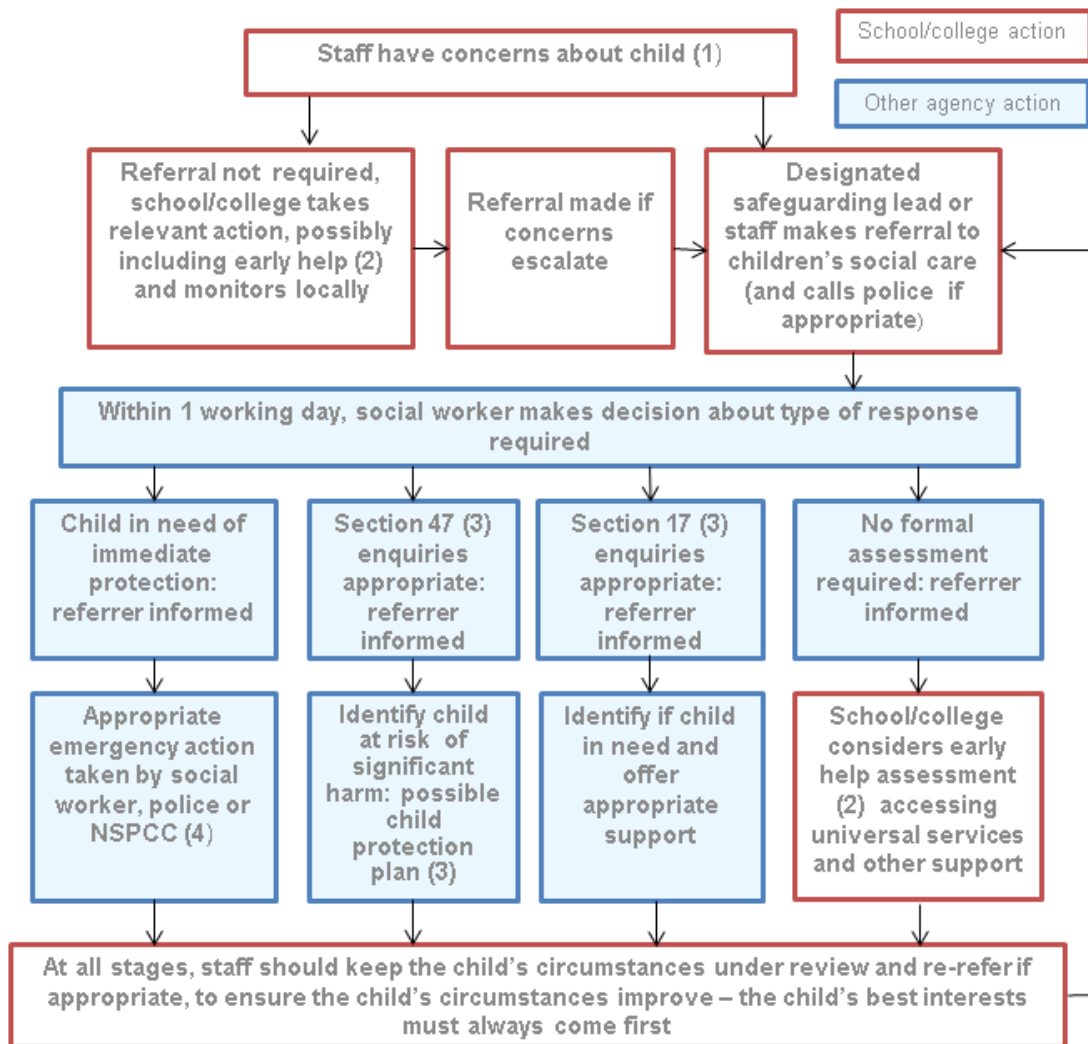 School/college action
Staff have concerns about child (1)
Other agency action
Referral not required,
school/college takes
relevant action, possibly
including early help (2)
and monitors locally
Referral made if
concerns
escalate
Designated
safeguarding lead or
staff makes referral to
children’s social care
(and calls police if
appropriate)
Within 1 working day, social worker makes decision about type of response
required
Child in need of
immediate
protection:
referrer informed
Section 47 (3)
enquiries
appropriate:
referrer
informed
Section 17 (3)
enquiries
appropriate:
referrer
informed
No formal
assessment
required: referrer
informed
Appropriate
emergency action
taken by social
worker, police or
NSPCC (4)
Identify child
at risk of
significant
harm: possible
child
protection
plan (3)
Identify if child
in need and
offer
appropriate
support
School/college
considers early
help assessment
(2) accessing
universal services
and other support
At all stages, staff should keep the child’s circumstances under review and re-refer if
appropriate, to ensure the child’s circumstances improve – the child’s best interests
must always come first